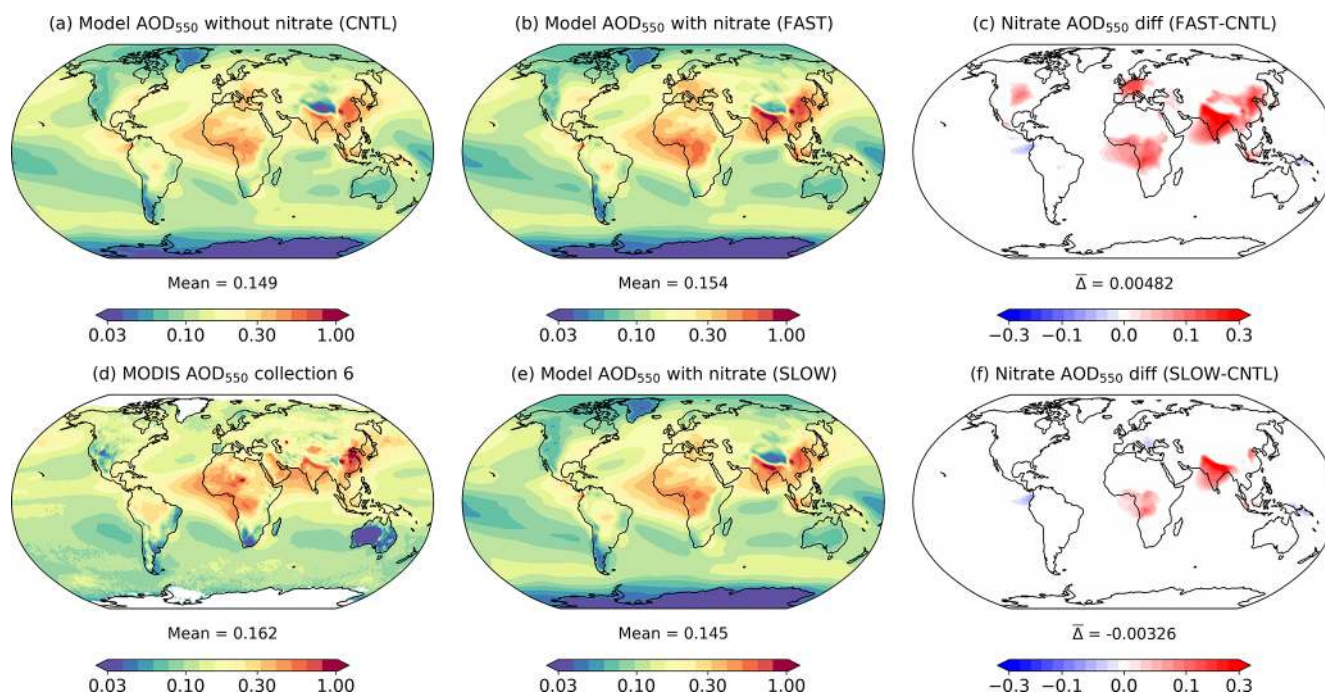 (a) Model AOD₅₅₀ without nitrate (CNTL)
(b) Model AOD₅₅₀ with nitrate (FAST)
(c) Nitrate AOD₅₅₀ diff (FAST-CNTL)
Mean = 0.149
Mean = 0.154
Δ̅ = 0.00482
0.03 0.10 0.30 1.00
0.03 0.10 0.30 1.00
−0.3 −0.1 0.0 0.1 0.3
(d) MODIS AOD₅₅₀ collection 6
(e) Model AOD₅₅₀ with nitrate (SLOW)
(f) Nitrate AOD₅₅₀ diff (SLOW-CNTL)
Mean = 0.162
Mean = 0.145
Δ̅ = -0.00326
0.03 0.10 0.30 1.00
0.03 0.10 0.30 1.00
−0.3 −0.1 0.0 0.1 0.3